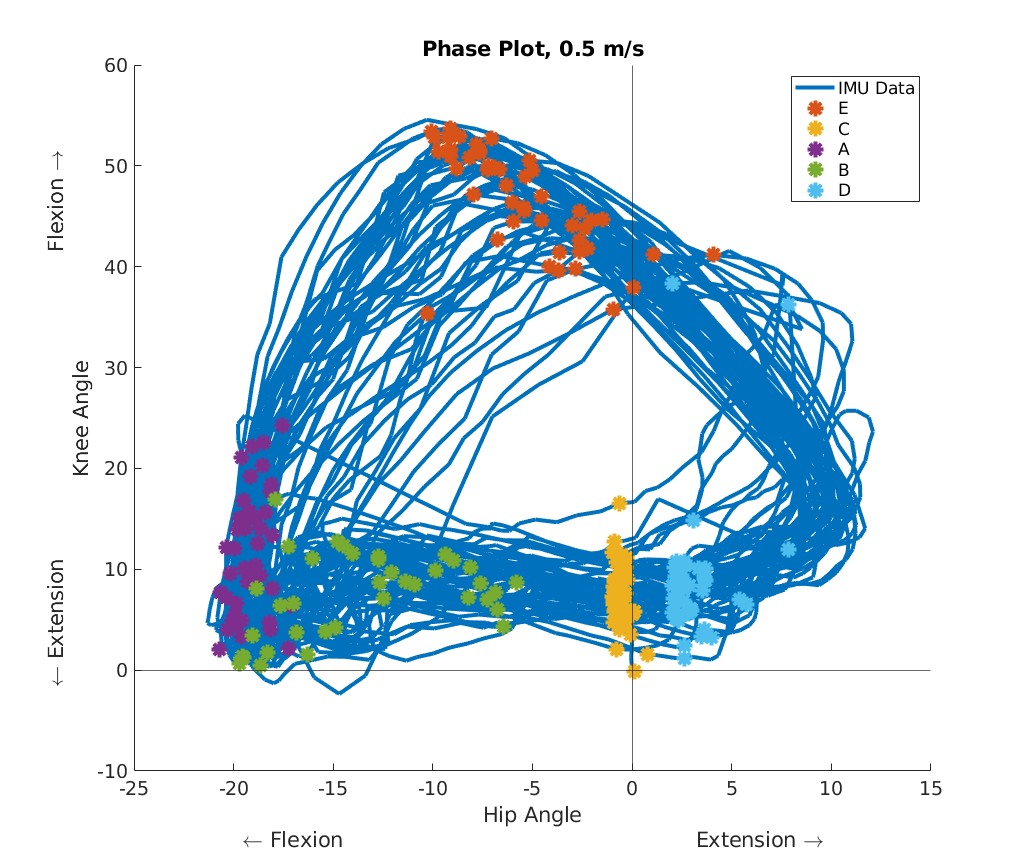 Phase Plot, 0.5 m/s
IMU Data
E
C
A
B
D
60
50
40
30
20
10
0
-10
Flexion →
Knee Angle
← Extension
-25
-20
-15
-10
-5
0
5
10
15
Hip Angle
← Flexion
Extension →